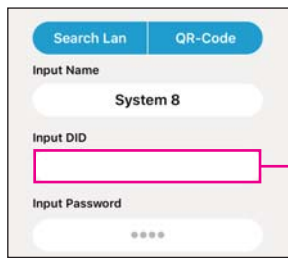 Search Lan QR-Code
Input Name
System 8
Input DID
Input Password
••••